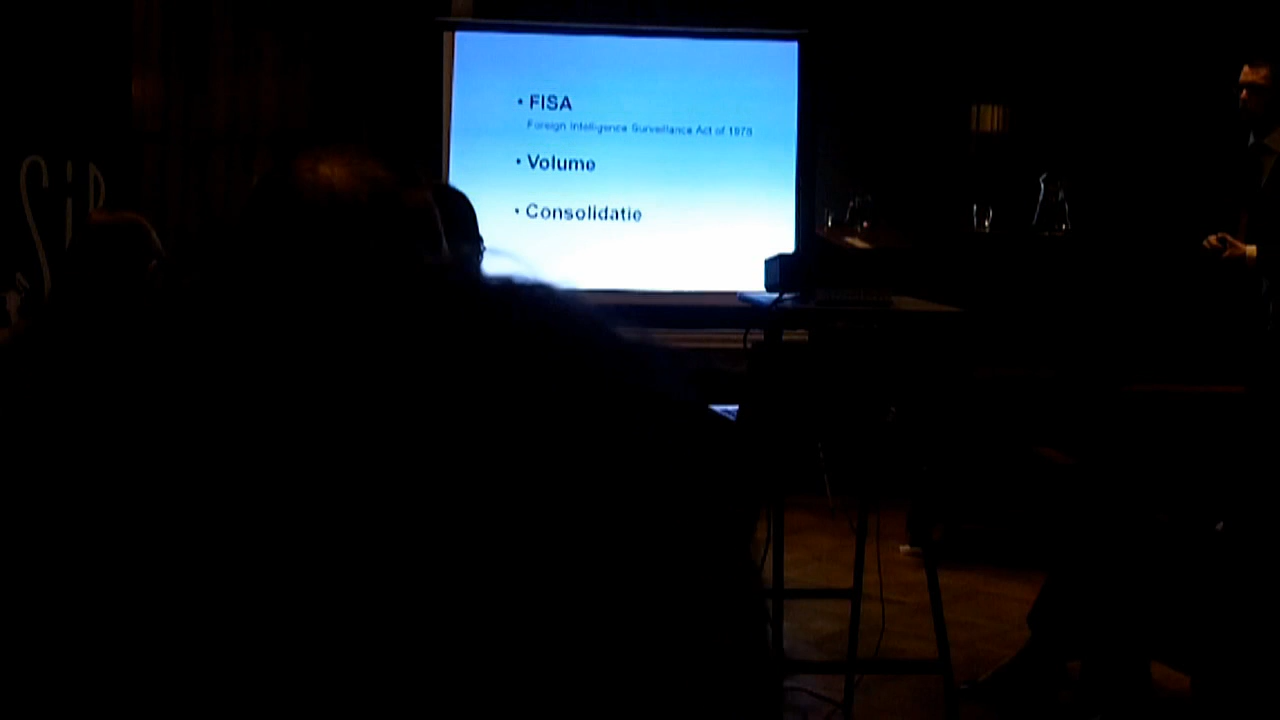 • FISA
Foreign Intelligence Surveillance Act of 1978
• Volume
• Consolidatie